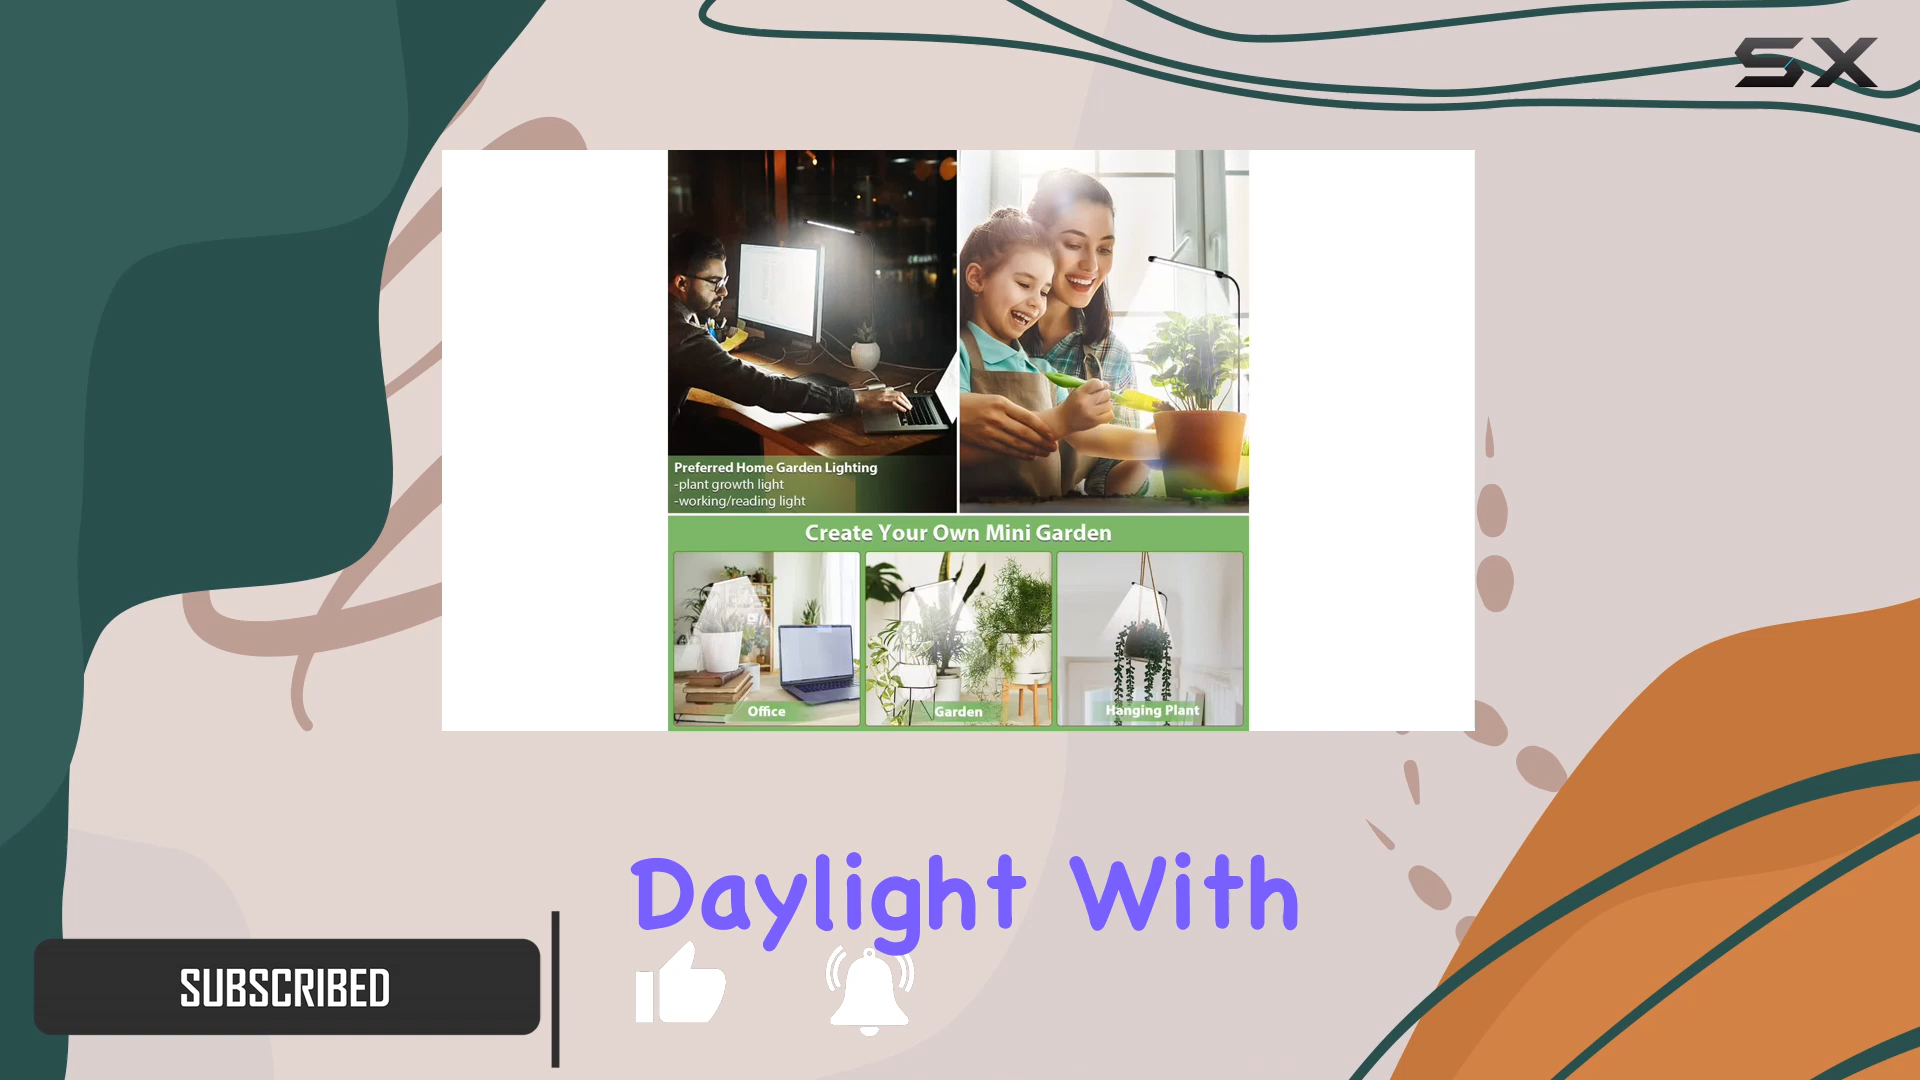 SX
Preferred Home Garden Lighting
-plant growth light
-working/reading light
Create Your Own Mini Garden
Office
Garden
Hanging Plant
Daylight With
SUBSCRIBED